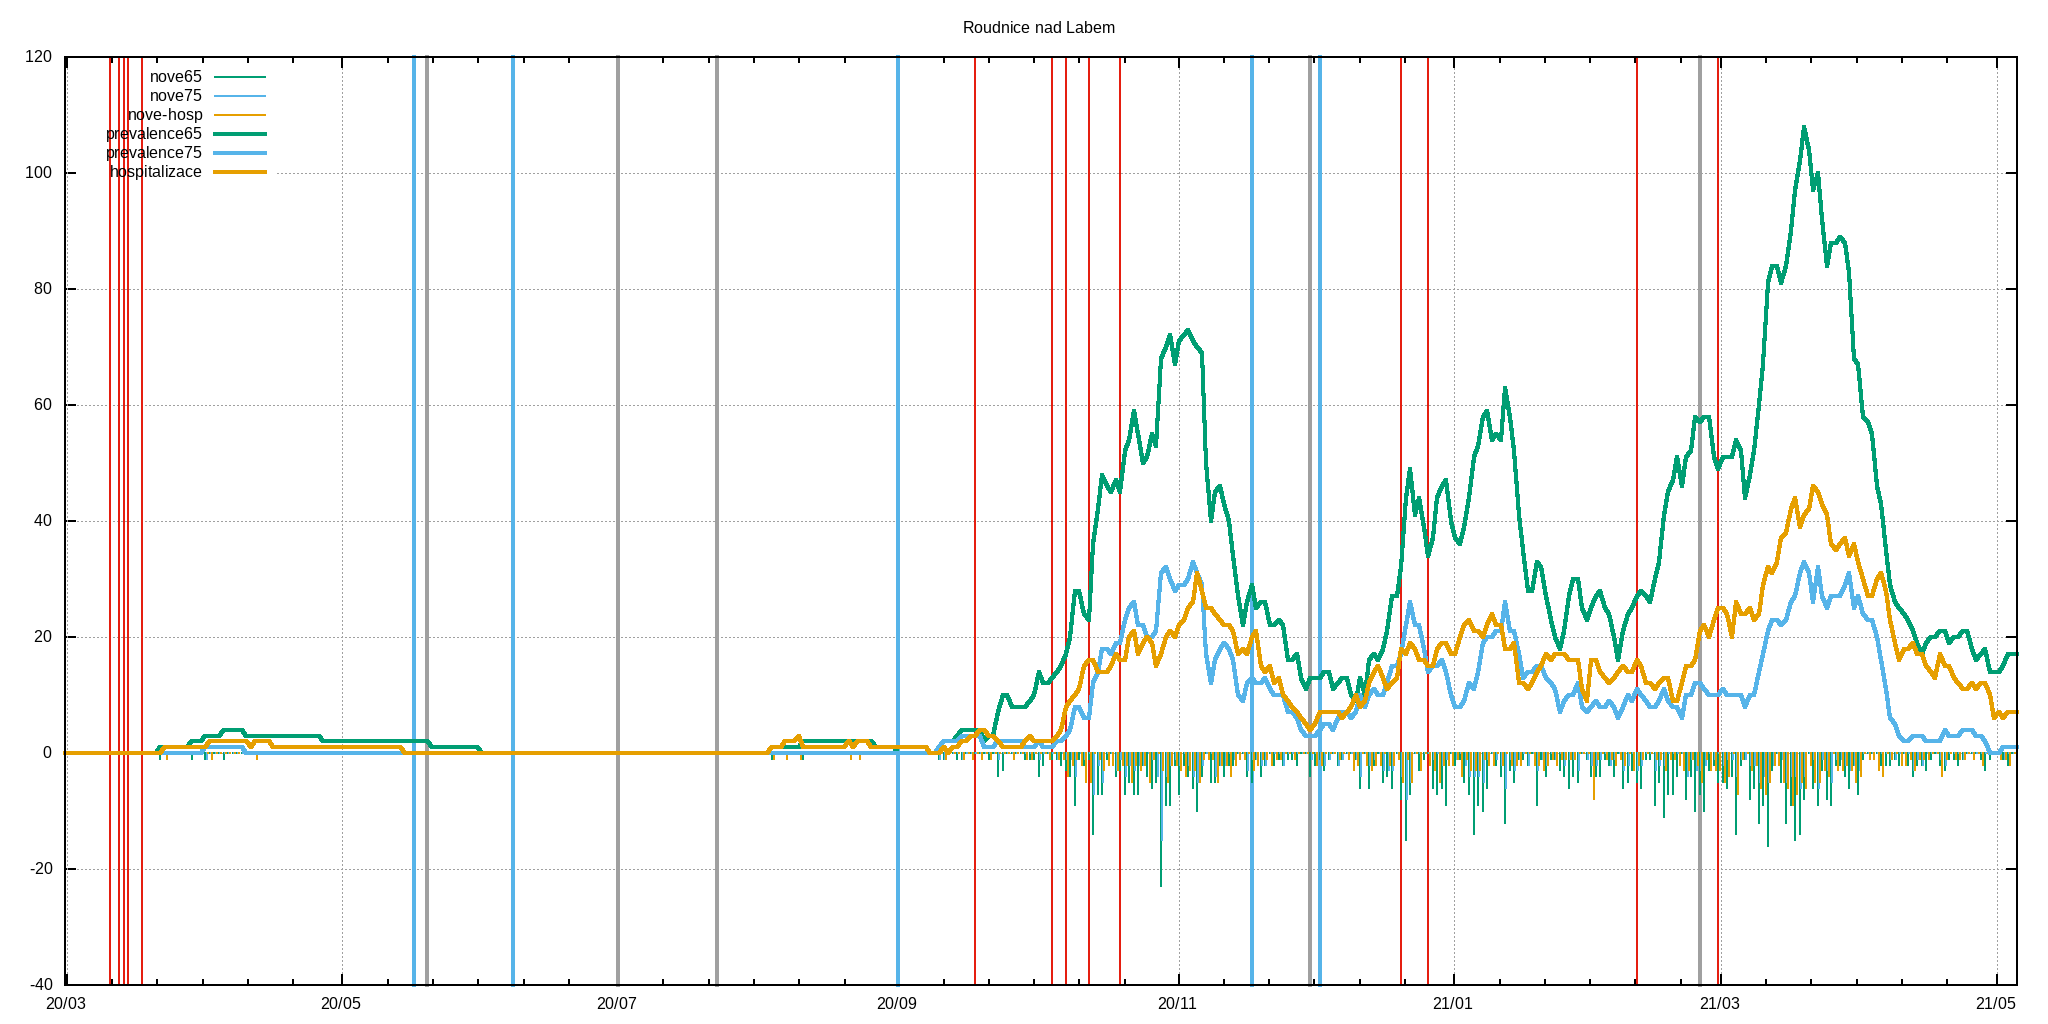 Roudnice nad Labem
120
100
80
60
40
20
0
-20
-40
nove65
nove75
nove-hosp
prevalence65
prevalence75
hospitalizace
20/03 20/05 20/07 20/09 20/11 21/01 21/03 21/05